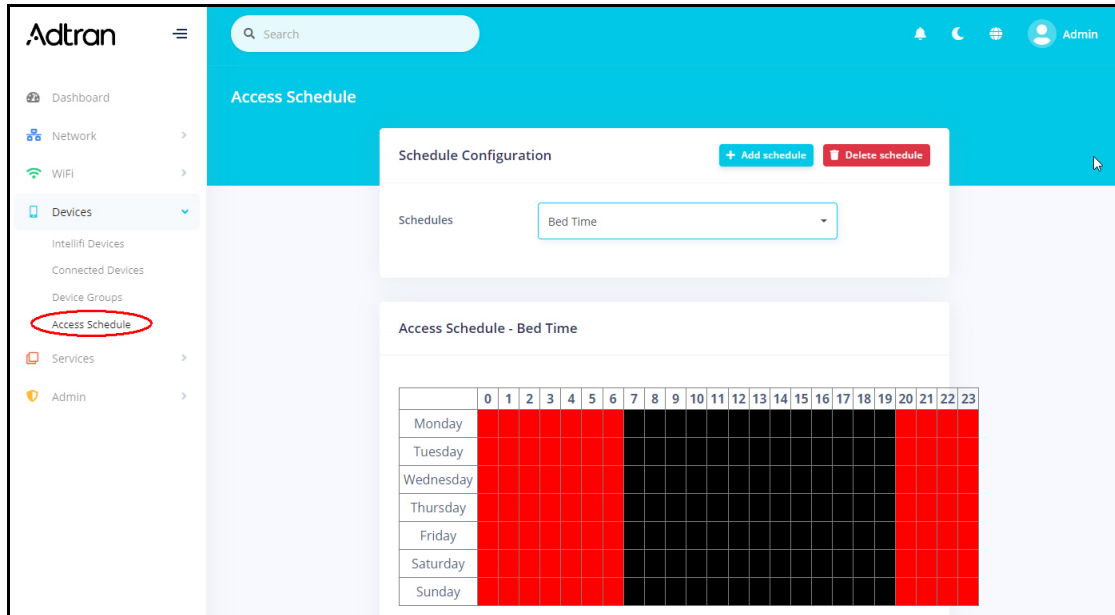 Adtran
Search
Admin
Dashboard
Network
WiFi
Devices
Intellifi Devices
Connected Devices
Device Groups
Access Schedule
Services
Admin
Access Schedule
Schedule Configuration
+ Add schedule
Delete schedule
Schedules
Bed Time
Access Schedule - Bed Time
0 1 2 3 4 5 6 7 8 9 10 11 12 13 14 15 16 17 18 19 20 21 22 23
Monday
Tuesday
Wednesday
Thursday
Friday
Saturday
Sunday